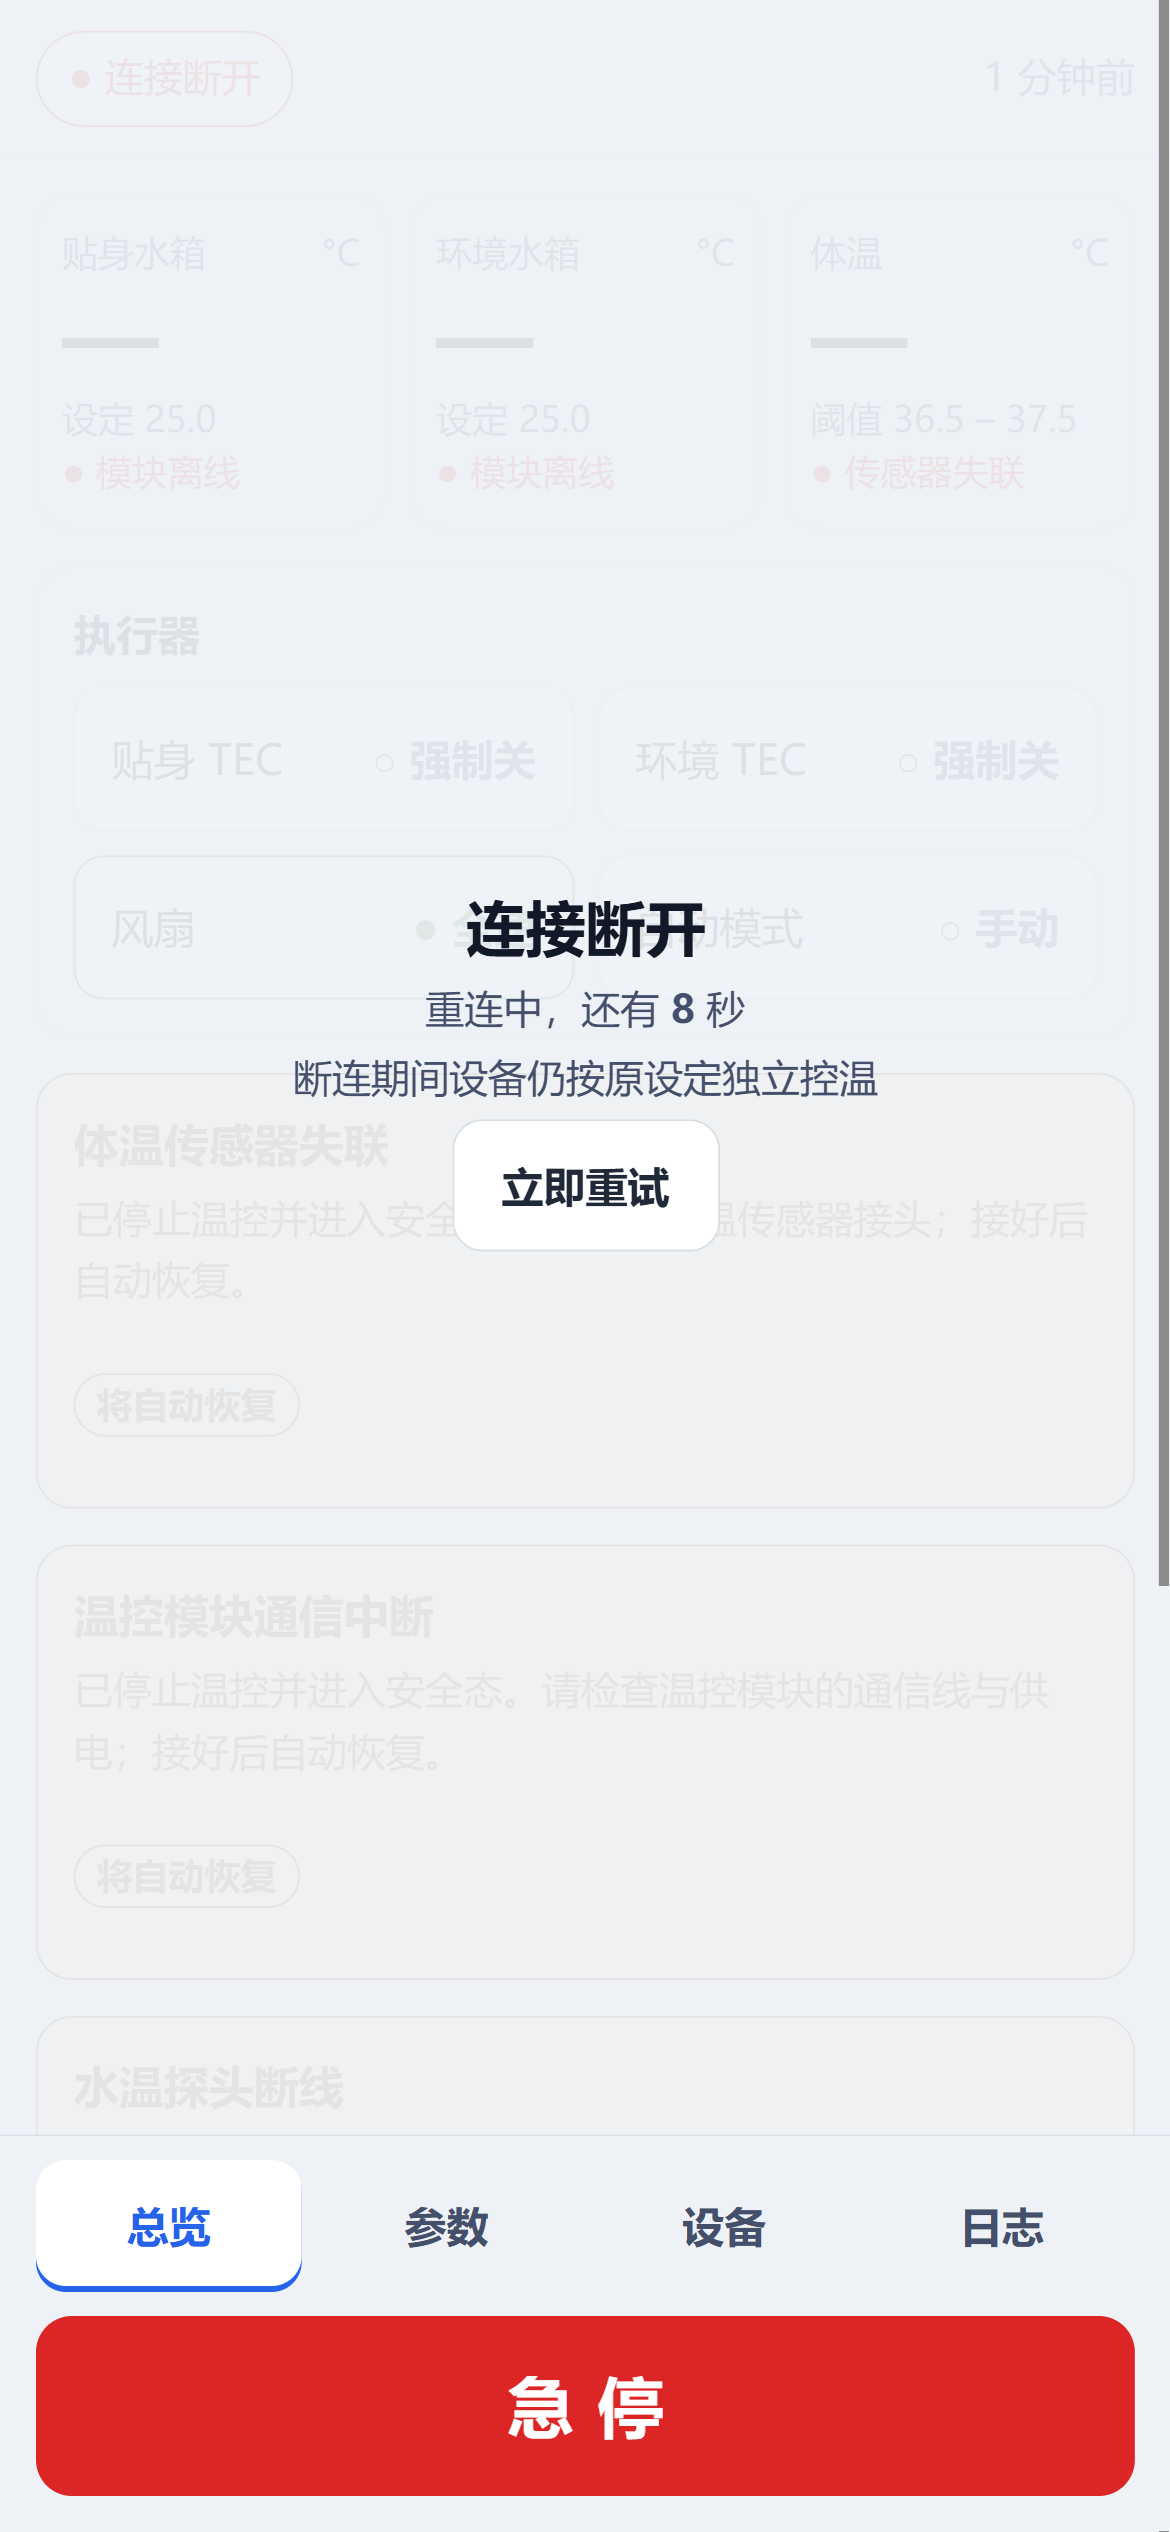 连接断开
1 分钟前
贴身水箱 °C
环境水箱 °C
体温 °C
设定 25.0
设定 25.0
阈值 36.5 – 37.5
模块离线
模块离线
传感器失联
执行器
贴身 TEC 强制关
环境 TEC 强制关
风扇
动模式 手动
连接断开
重连中，还有 8 秒
断连期间设备仍按原设定独立控温
立即重试
体温传感器失联
已停止温控并进入安全 温传感器接头；接好后
自动恢复。
将自动恢复
温控模块通信中断
已停止温控并进入安全态。请检查温控模块的通信线与供
电；接好后自动恢复。
将自动恢复
水温探头断线
总览
参数
设备
日志
急 停